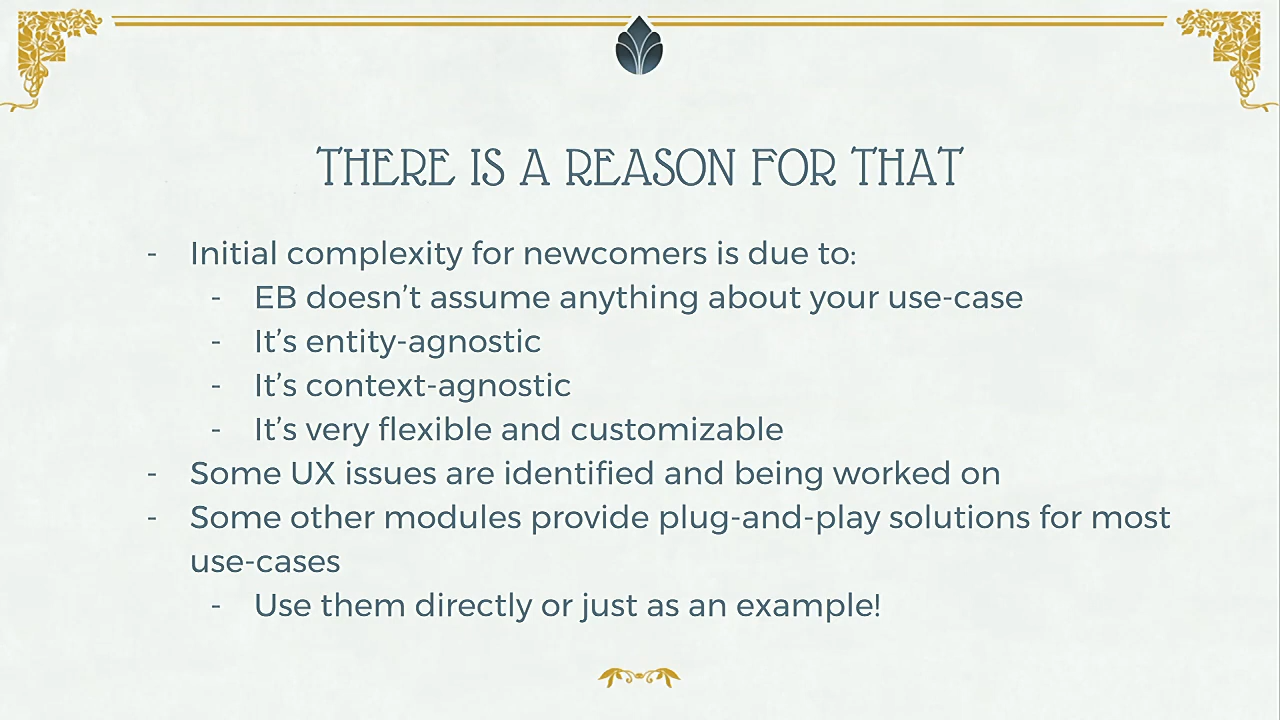 THERE IS A REASON FOR THAT
- Initial complexity for newcomers is due to:
- EB doesn't assume anything about your use-case
- It's entity-agnostic
- It's context-agnostic
- It's very flexible and customizable
- Some UX issues are identified and being worked on
- Some other modules provide plug-and-play solutions for most
use-cases
- Use them directly or just as an example!